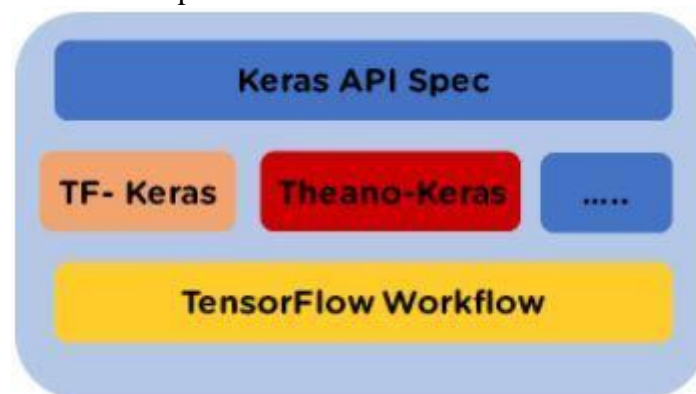 Keras API Spec
TF- Keras
Theano-Keras
.....
TensorFlow Workflow